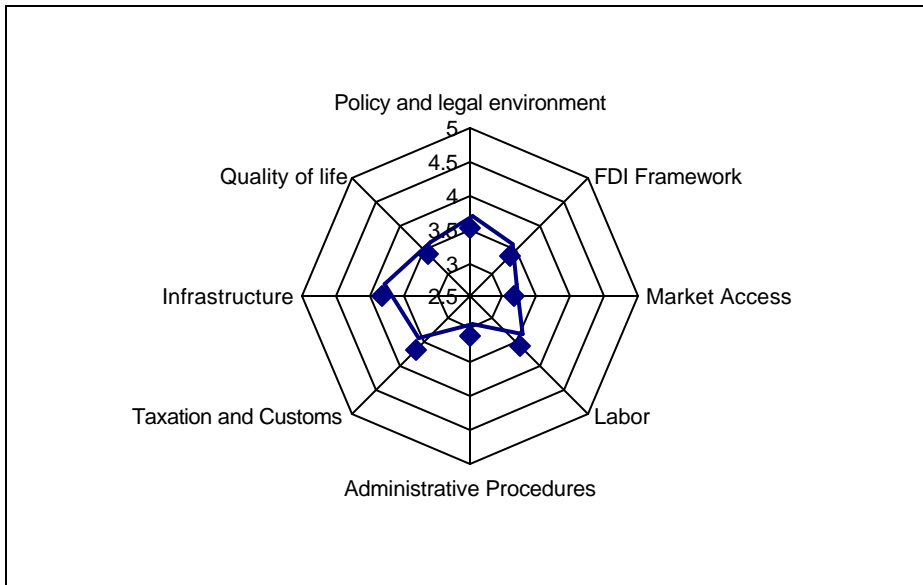 Policy and legal environment
5
Quality of life
4.5
FDI Framework
4
3.5
3
Infrastructure
2.5
Market Access
Taxation and Customs
Labor
Administrative Procedures